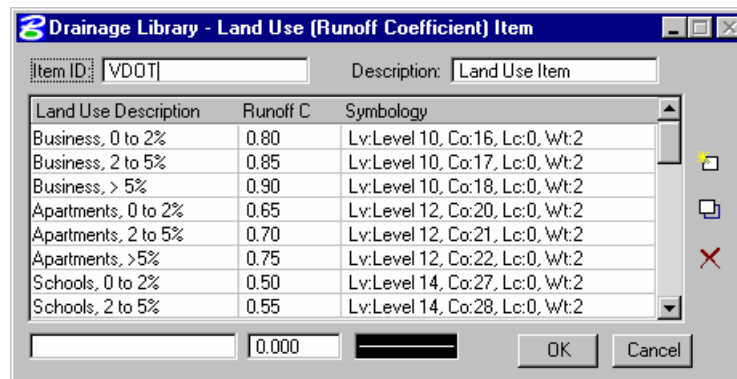 Drainage Library - Land Use (Runoff Coefficient) Item
Item ID: VDOT Description: Land Use Item
Land Use Description Runoff C Symbology
Business, 0 to 2% 0.80 Lv:Level 10, Co:16, Lc:0, Wt:2
Business, 2 to 5% 0.85 Lv:Level 10, Co:17, Lc:0, Wt:2
Business, > 5% 0.90 Lv:Level 10, Co:18, Lc:0, Wt:2
Apartments, 0 to 2% 0.65 Lv:Level 12, Co:20, Lc:0, Wt:2
Apartments, 2 to 5% 0.70 Lv:Level 12, Co:21, Lc:0, Wt:2
Apartments, >5% 0.75 Lv:Level 12, Co:22, Lc:0, Wt:2
Schools, 0 to 2% 0.50 Lv:Level 14, Co:27, Lc:0, Wt:2
Schools, 2 to 5% 0.55 Lv:Level 14, Co:28, Lc:0, Wt:2
0.000 OK Cancel